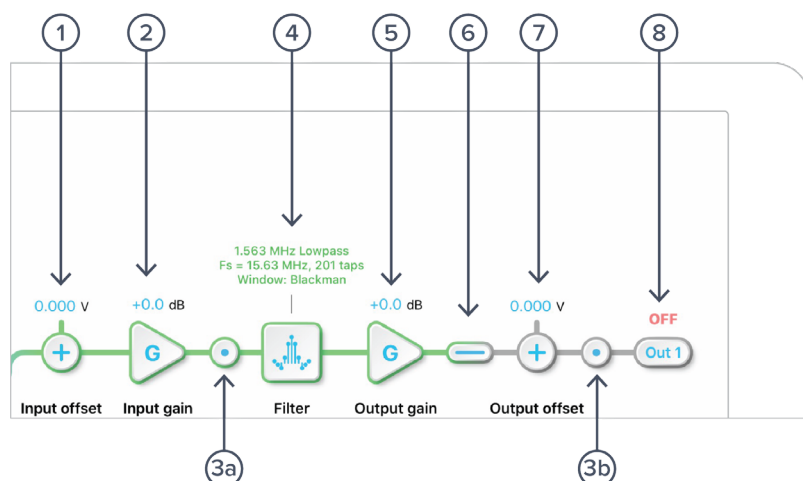 1 2 4 5 6 7 8
1.563 MHz Lowpass
Fs = 15.63 MHz, 201 taps
Window: Blackman
0.000 V +0.0 dB +0.0 dB 0.000 V
OFF
G G Out 1
Input offset Input gain Filter Output gain Output offset
3a 3b